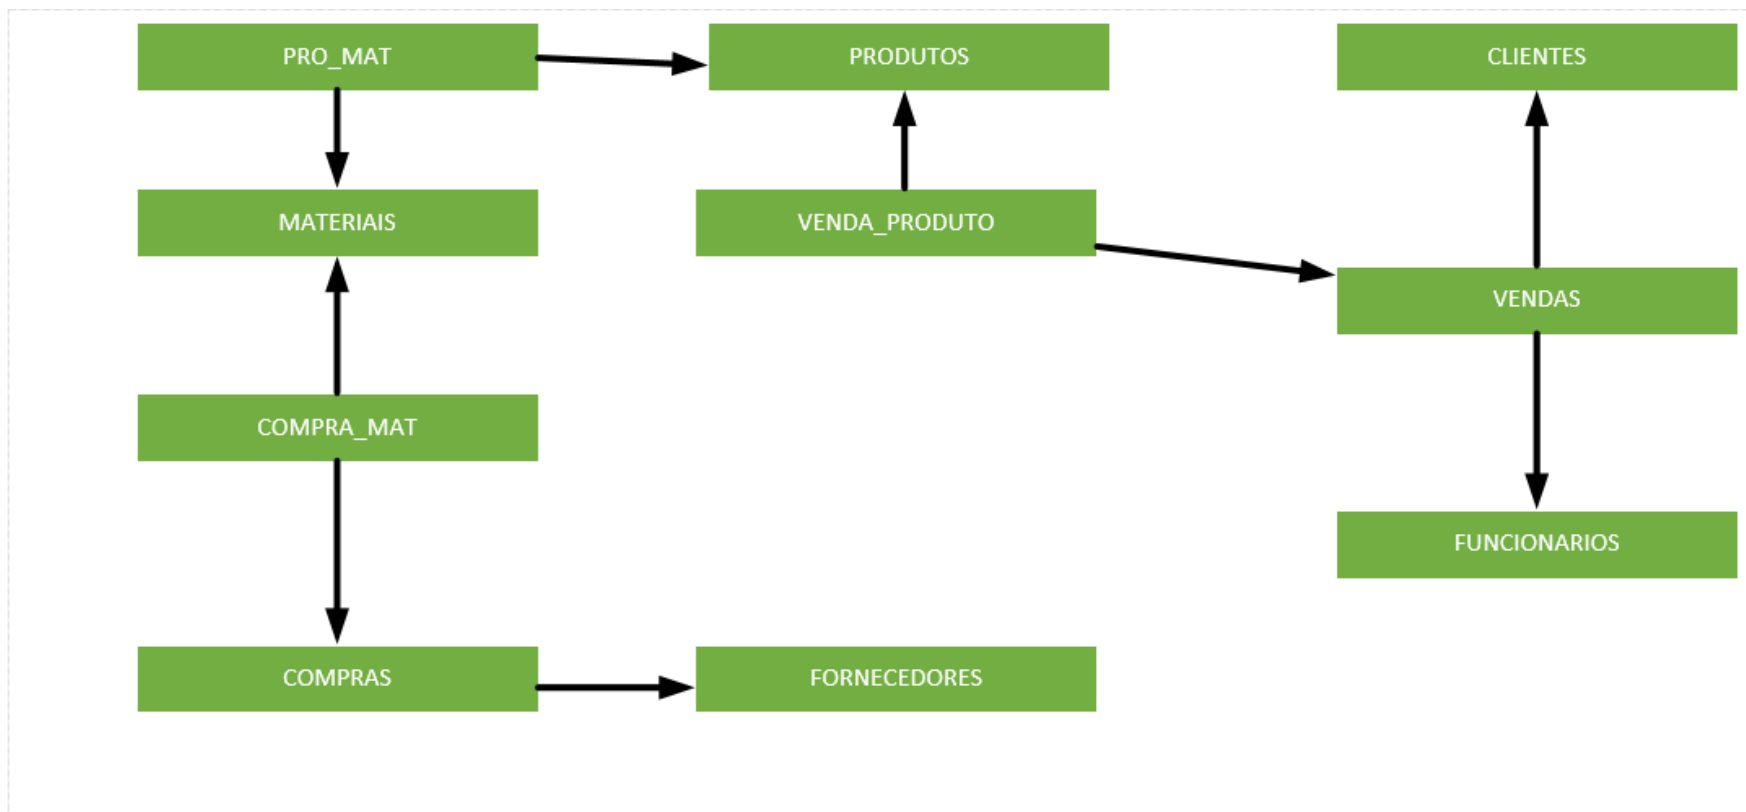 PRO_MAT
PRODUTOS
CLIENTES
MATERIAIS
VENDA_PRODUTO
VENDAS
COMPRA_MAT
FUNCIONARIOS
COMPRAS
FORNECEDORES